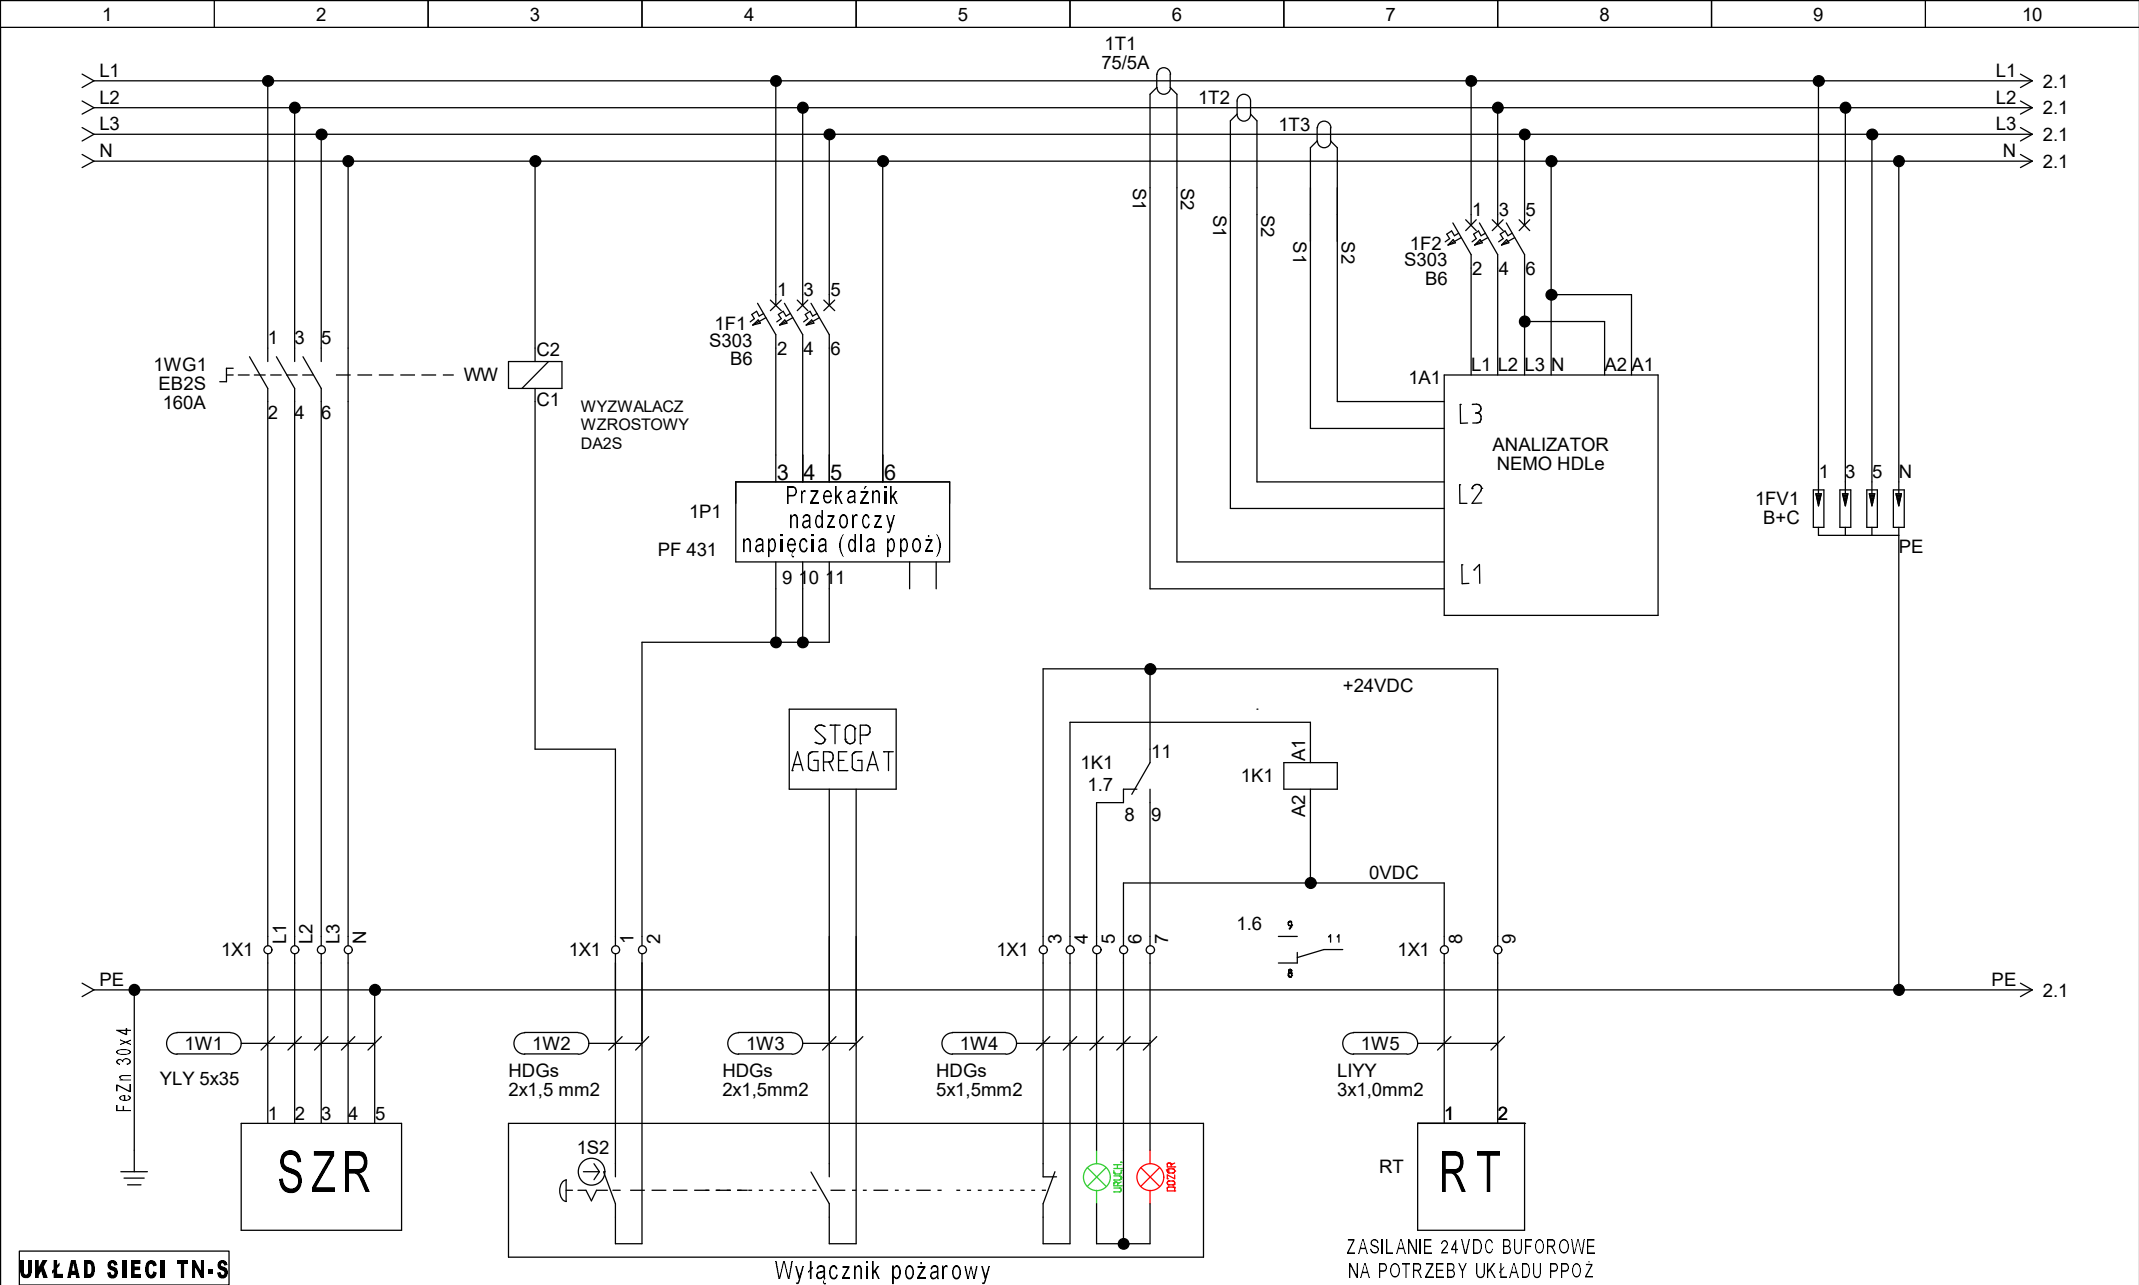 1 2 3 4 5 6 7 8 9 10
1T1
75/5A
L1 L1 2.1
L2 1T2 L2 2.1
L3 1T3 L3 2.1
N N 2.1
S1 S2 S1 S2 S1 S2
1 3 5
1F2
S303
B6
2 4 6
1 3 5
1F1
S303
B6
2 4 6
1 3 5
1WG1
EB2S
160A
2 4 6
WW
C2
C1
WYZWALACZ
WZROSTOWY
DA2S
1A1
L1 L2 L3 N A2 A1
L3
ANALIZATOR
NEMO HDLe
L2
L1
3 4 5 6
1P1
PF 431
Przekaźnik
nadzorczy
napięcia (dla ppoż)
9 10 11
1 3 5 N
1FV1
B+C
PE
+24VDC
STOP
AGREGAT
1K1
1.7
11
8 9
1K1
A1
A2
0VDC
1.6
9
11
8
1X1 L1 L2 L3 N
1X1 1 2
1X1 3 4 5 6 7
1X1 8 9
PE PE 2.1
FeZn 30x4
1W1
YLY 5x35
1W2
HDGs
2x1,5 mm2
1W3
HDGs
2x1,5mm2
1W4
HDGs
5x1,5mm2
1W5
LIYY
3x1,0mm2
1 2 3 4 5
SZR
1S2
URUCH.
DOZÓR
1 2
RT
RT
ZASILANIE 24VDC BUFOROWE
NA POTRZEBY UKŁADU PPOŻ
Wyłącznik pożarowy
UKŁAD SIECI TN-S